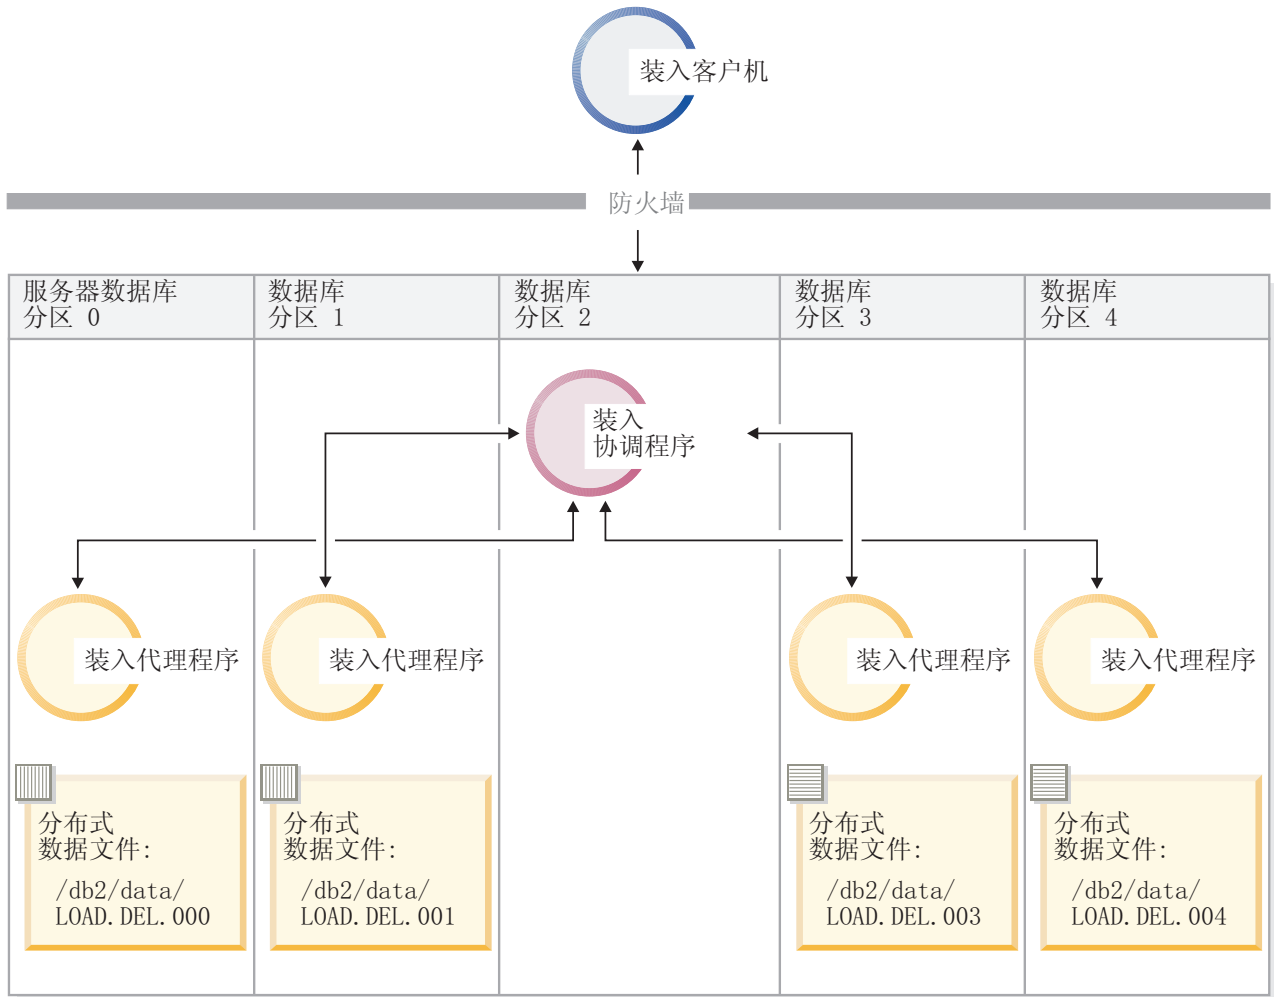 装入客户机
防火墙
服务器数据库
分区 0
数据库
分区 1
数据库
分区 2
数据库
分区 3
数据库
分区 4
装入
协调程序
装入代理程序
装入代理程序
装入代理程序
装入代理程序
分布式
数据文件:
/db2/data/
LOAD.DEL.000
分布式
数据文件:
/db2/data/
LOAD.DEL.001
分布式
数据文件:
/db2/data/
LOAD.DEL.003
分布式
数据文件:
/db2/data/
LOAD.DEL.004